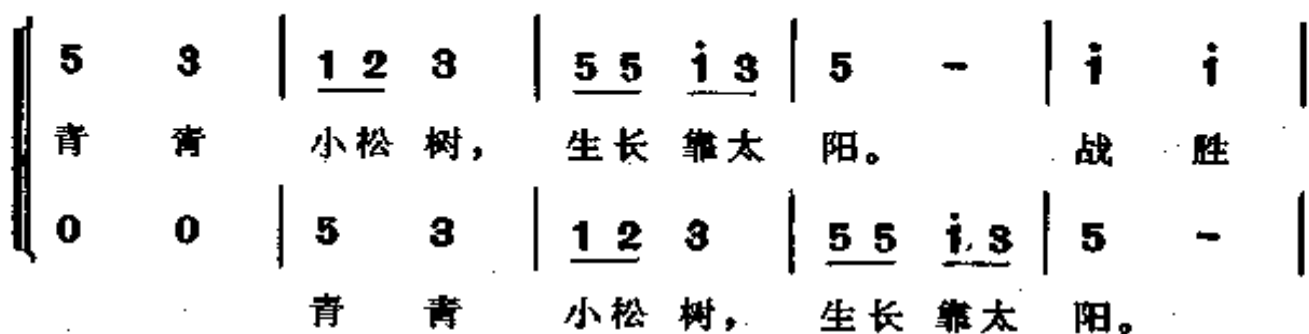 5 3 | 1 2 3 | 5 5 i 3 | 5 - | i i |
青 青 小松 树， 生长 靠太 阳。 战 胜
0 0 | 5 3 | 1 2 3 | 5 5 i 3 | 5 - |
青 青 小松 树， 生长 靠太 阳。